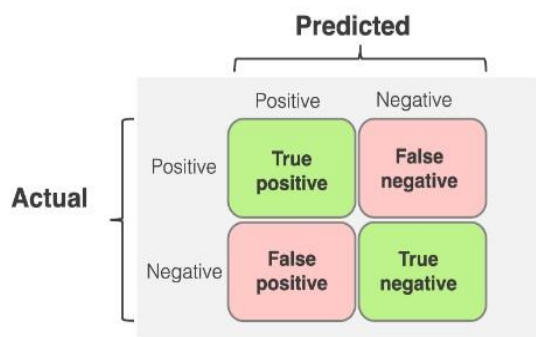 Predicted
Positive Negative
Actual
Positive
True positive
False negative
Negative
False positive
True negative